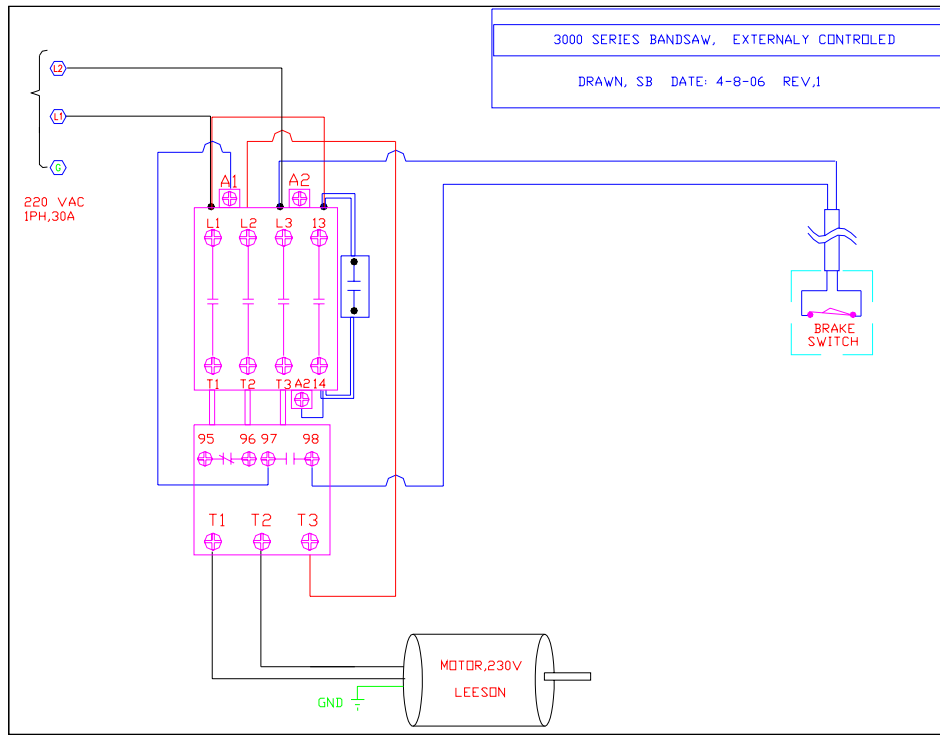 3000 SERIES BANDSAW, EXTERNALY CONTROLED
DRAWN, SB DATE: 4-8-06 REV,1
L2
L1
G
220 VAC
1PH,30A
A1 A2
L1 L2 L3 13
T1 T2 T3 A2 14
95 96 97 98
T1 T2 T3
BRAKE
SWITCH
MOTOR,230V
LEESON
GND